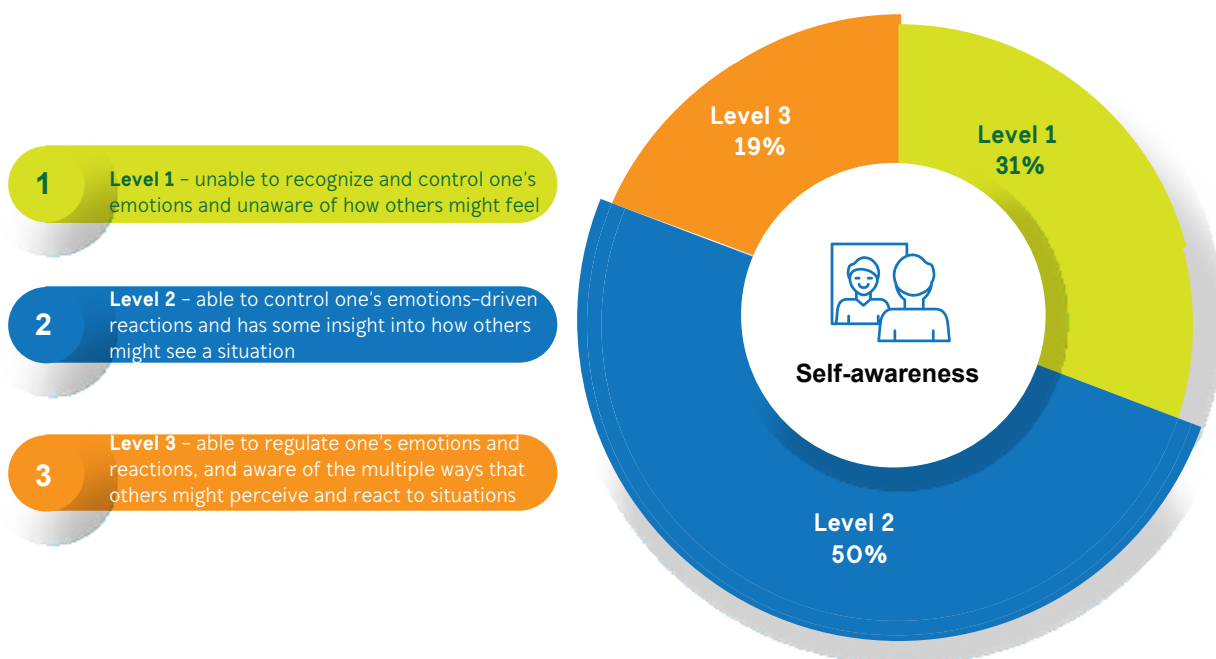 1
Level 1 – unable to recognize and control one's
emotions and unaware of how others might feel
2
Level 2 – able to control one's emotions-driven
reactions and has some insight into how others
might see a situation
3
Level 3 – able to regulate one's emotions and
reactions, and aware of the multiple ways that
others might perceive and react to situations
Level 3
19%
Level 1
31%
Self-awareness
Level 2
50%